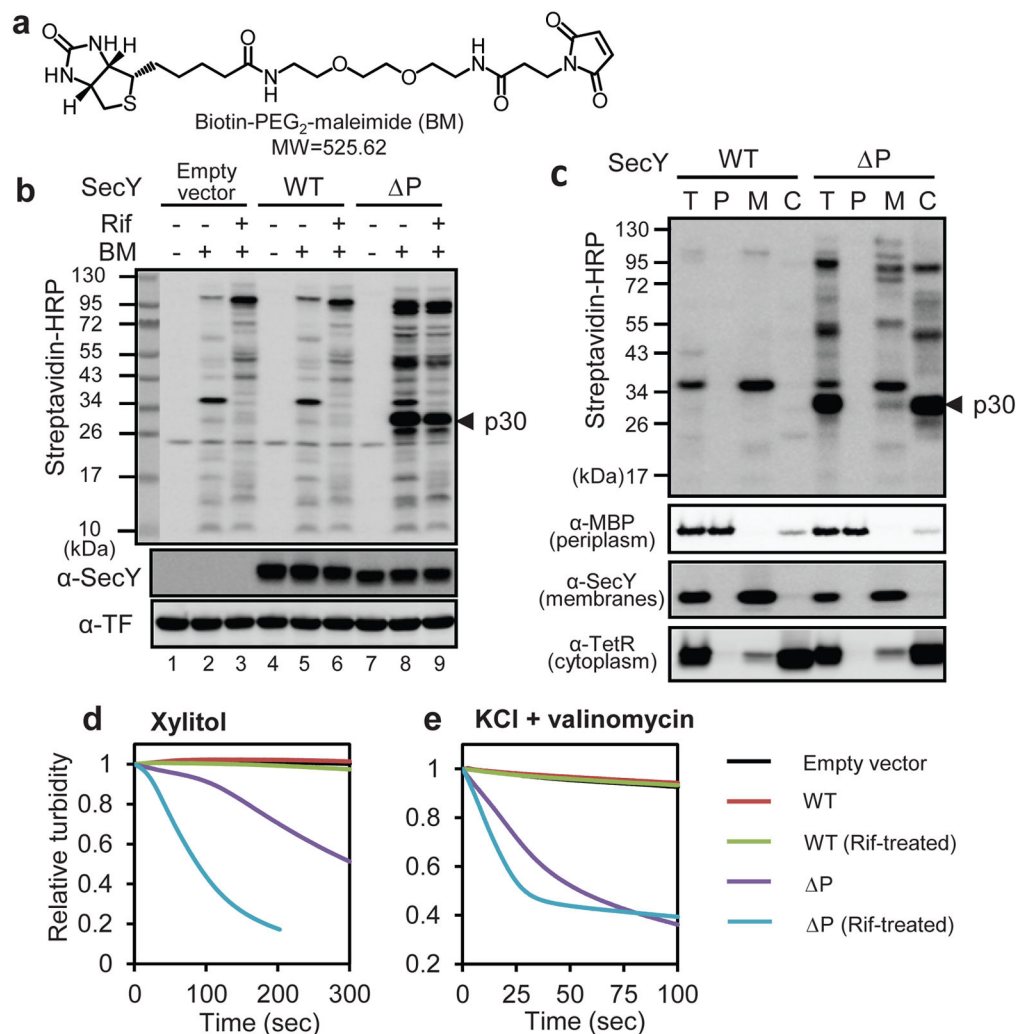 a
O
NH
HN
H
H
S
O
N
H
O
O
H
N
O
O
N
O
Biotin-PEG₂-maleimide (BM)
MW=525.62
b
SecY
Empty
vector
WT
ΔP
Rif
- - + - - + - - +
BM
- + + - + + - + +
Streptavidin-HRP
130
95
72
55
43
34
26
17
10
(kDa)
p30
α-SecY
α-TF
1 2 3 4 5 6 7 8 9
c
SecY
WT
ΔP
T P M C T P M C
Streptavidin-HRP
130
95
72
55
43
34
26
(kDa) 17
p30
α-MBP
(periplasm)
α-SecY
(membranes)
α-TetR
(cytoplasm)
d Xylitol
Relative turbidity
1
0.8
0.6
0.4
0.2
0
0 100 200 300
Time (sec)
e KCl + valinomycin
1
0.8
0.6
0.4
0.2
0 25 50 75 100
Time (sec)
Empty vector
WT
WT (Rif-treated)
ΔP
ΔP (Rif-treated)